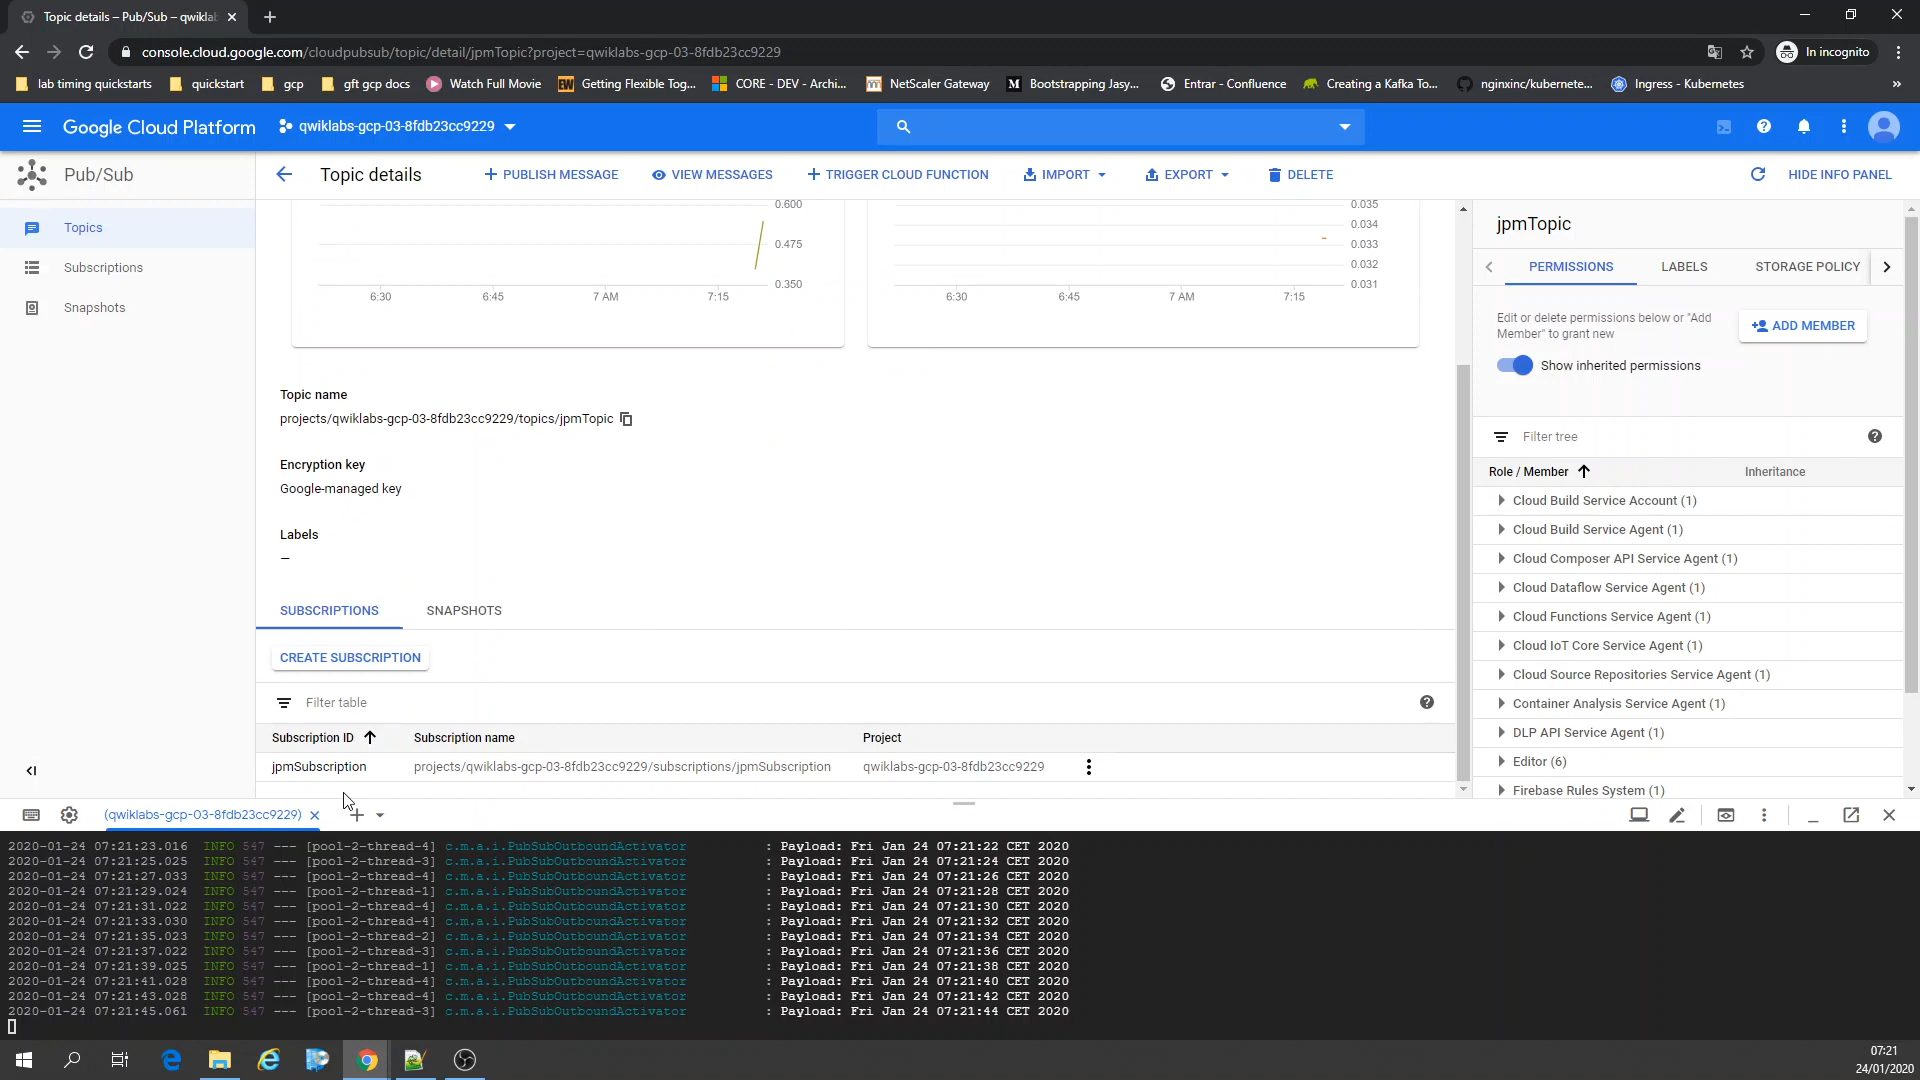 Topic details – Pub/Sub – qwikla
console.cloud.google.com/cloudpubsub/topic/detail/jpmTopic?project=qwiklabs-gcp-03-8fdb23cc9229
In incognito
lab timing quickstarts
quickstart
gcp
gft gcp docs
Watch Full Movie
Getting Flexible Tog...
CORE - DEV - Archi...
NetScaler Gateway
Bootstrapping Jasy...
Entrar - Confluence
Creating a Kafka To...
nginxinc/kubernete...
Ingress - Kubernetes
»
Google Cloud Platform
qwiklabs-gcp-03-8fdb23cc9229
Pub/Sub
Topic details
PUBLISH MESSAGE
VIEW MESSAGES
TRIGGER CLOUD FUNCTION
IMPORT
EXPORT
DELETE
HIDE INFO PANEL
Topics
Subscriptions
Snapshots
0.600
0.475
0.350
6:30
6:45
7 AM
7:15
0.035
0.034
0.033
0.032
0.031
6:30
6:45
7 AM
7:15
Topic name
projects/qwiklabs-gcp-03-8fdb23cc9229/topics/jpmTopic
Encryption key
Google-managed key
Labels
—
SUBSCRIPTIONS
SNAPSHOTS
CREATE SUBSCRIPTION
Filter table
Subscription ID
Subscription name
Project
jpmSubscription
projects/qwiklabs-gcp-03-8fdb23cc9229/subscriptions/jpmSubscription
qwiklabs-gcp-03-8fdb23cc9229
jpmTopic
PERMISSIONS
LABELS
STORAGE POLICY
Edit or delete permissions below or "Add
Member" to grant new
ADD MEMBER
Show inherited permissions
Filter tree
Role / Member
Inheritance
Cloud Build Service Account (1)
Cloud Build Service Agent (1)
Cloud Composer API Service Agent (1)
Cloud Dataflow Service Agent (1)
Cloud Functions Service Agent (1)
Cloud IoT Core Service Agent (1)
Cloud Source Repositories Service Agent (1)
Container Analysis Service Agent (1)
DLP API Service Agent (1)
Editor (6)
Firebase Rules System (1)
(qwiklabs-gcp-03-8fdb23cc9229)
2020-01-24 07:21:23.016 INFO 547 --- [pool-2-thread-4] c.m.a.i.PubSubOutboundActivator : Payload: Fri Jan 24 07:21:22 CET 2020
2020-01-24 07:21:25.025 INFO 547 --- [pool-2-thread-3] c.m.a.i.PubSubOutboundActivator : Payload: Fri Jan 24 07:21:24 CET 2020
2020-01-24 07:21:27.033 INFO 547 --- [pool-2-thread-4] c.m.a.i.PubSubOutboundActivator : Payload: Fri Jan 24 07:21:26 CET 2020
2020-01-24 07:21:29.024 INFO 547 --- [pool-2-thread-1] c.m.a.i.PubSubOutboundActivator : Payload: Fri Jan 24 07:21:28 CET 2020
2020-01-24 07:21:31.022 INFO 547 --- [pool-2-thread-4] c.m.a.i.PubSubOutboundActivator : Payload: Fri Jan 24 07:21:30 CET 2020
2020-01-24 07:21:33.030 INFO 547 --- [pool-2-thread-4] c.m.a.i.PubSubOutboundActivator : Payload: Fri Jan 24 07:21:32 CET 2020
2020-01-24 07:21:35.023 INFO 547 --- [pool-2-thread-2] c.m.a.i.PubSubOutboundActivator : Payload: Fri Jan 24 07:21:34 CET 2020
2020-01-24 07:21:37.022 INFO 547 --- [pool-2-thread-3] c.m.a.i.PubSubOutboundActivator : Payload: Fri Jan 24 07:21:36 CET 2020
2020-01-24 07:21:39.025 INFO 547 --- [pool-2-thread-1] c.m.a.i.PubSubOutboundActivator : Payload: Fri Jan 24 07:21:38 CET 2020
2020-01-24 07:21:41.028 INFO 547 --- [pool-2-thread-4] c.m.a.i.PubSubOutboundActivator : Payload: Fri Jan 24 07:21:40 CET 2020
2020-01-24 07:21:43.028 INFO 547 --- [pool-2-thread-4] c.m.a.i.PubSubOutboundActivator : Payload: Fri Jan 24 07:21:42 CET 2020
2020-01-24 07:21:45.061 INFO 547 --- [pool-2-thread-3] c.m.a.i.PubSubOutboundActivator : Payload: Fri Jan 24 07:21:44 CET 2020
07:21
24/01/2020